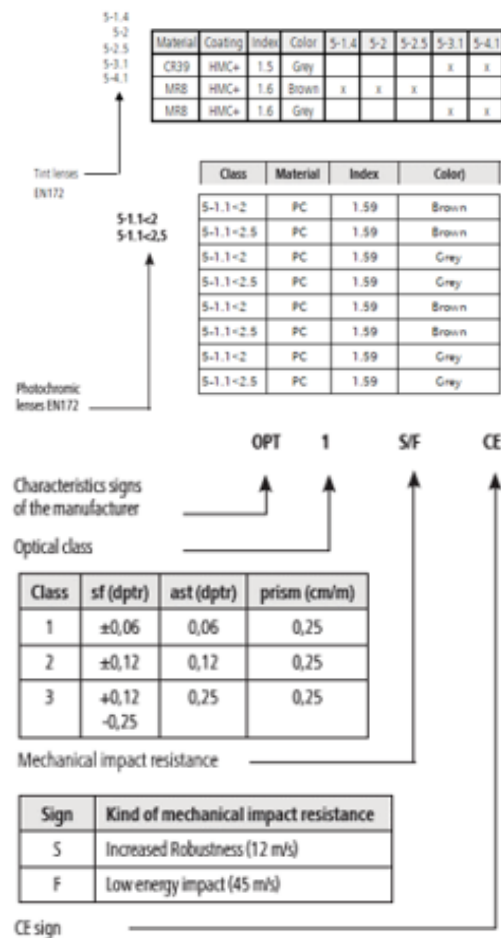 5-1.4
5-2
5-2.5
5-3.1
5-4.1
Material Coating Index Color 5-1.4 5-2 5-2.5 5-3.1 5-4.1
CR39 HMC+ 1.5 Grey x x
MR8 HMC+ 1.6 Brown x x x
MR8 HMC+ 1.6 Grey x x
Tint lenses
EN172
Class Material Index Color)
5-1.1<2 PC 1.59 Brown
5-1.1<2.5 PC 1.59 Brown
5-1.1<2 PC 1.59 Grey
5-1.1<2.5 PC 1.59 Grey
5-1.1<2 PC 1.59 Brown
5-1.1<2.5 PC 1.59 Brown
5-1.1<2 PC 1.59 Grey
5-1.1<2.5 PC 1.59 Grey
5-1.1<2
5-1.1<2,5
Photochromic
lenses EN172
OPT 1 S/F CE
Characteristics signs
of the manufacturer
Optical class
Class sf (dptr) ast (dptr) prism (cm/m)
1 ±0,06 0,06 0,25
2 ±0,12 0,12 0,25
3 +0,12 0,25 0,25
-0,25
Mechanical impact resistance
Sign Kind of mechanical impact resistance
S Increased Robustness (12 m/s)
F Low energy impact (45 m/s)
CE sign